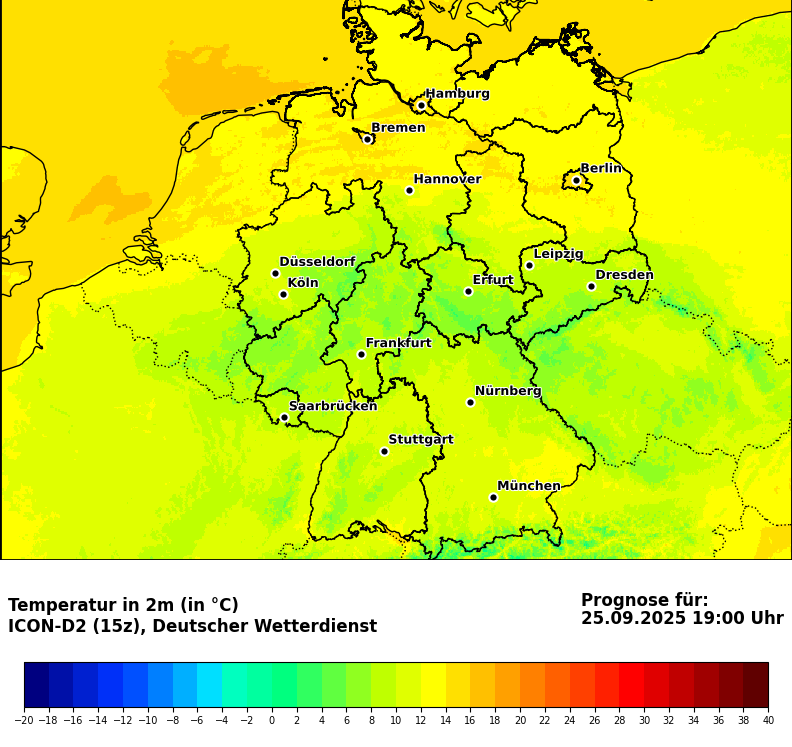 Hamburg
Bremen
Berlin
Hannover
Leipzig
Düsseldorf
Dresden
Erfurt
Köln
Frankfurt
Nürnberg
Saarbrücken
Stuttgart
München
Temperatur in 2m (in °C)
ICON-D2 (15z), Deutscher Wetterdienst
Prognose für:
25.09.2025 19:00 Uhr
−20 −18 −16 −14 −12 −10 −8 −6 −4 −2 0 2 4 6 8 10 12 14 16 18 20 22 24 26 28 30 32 34 36 38 40